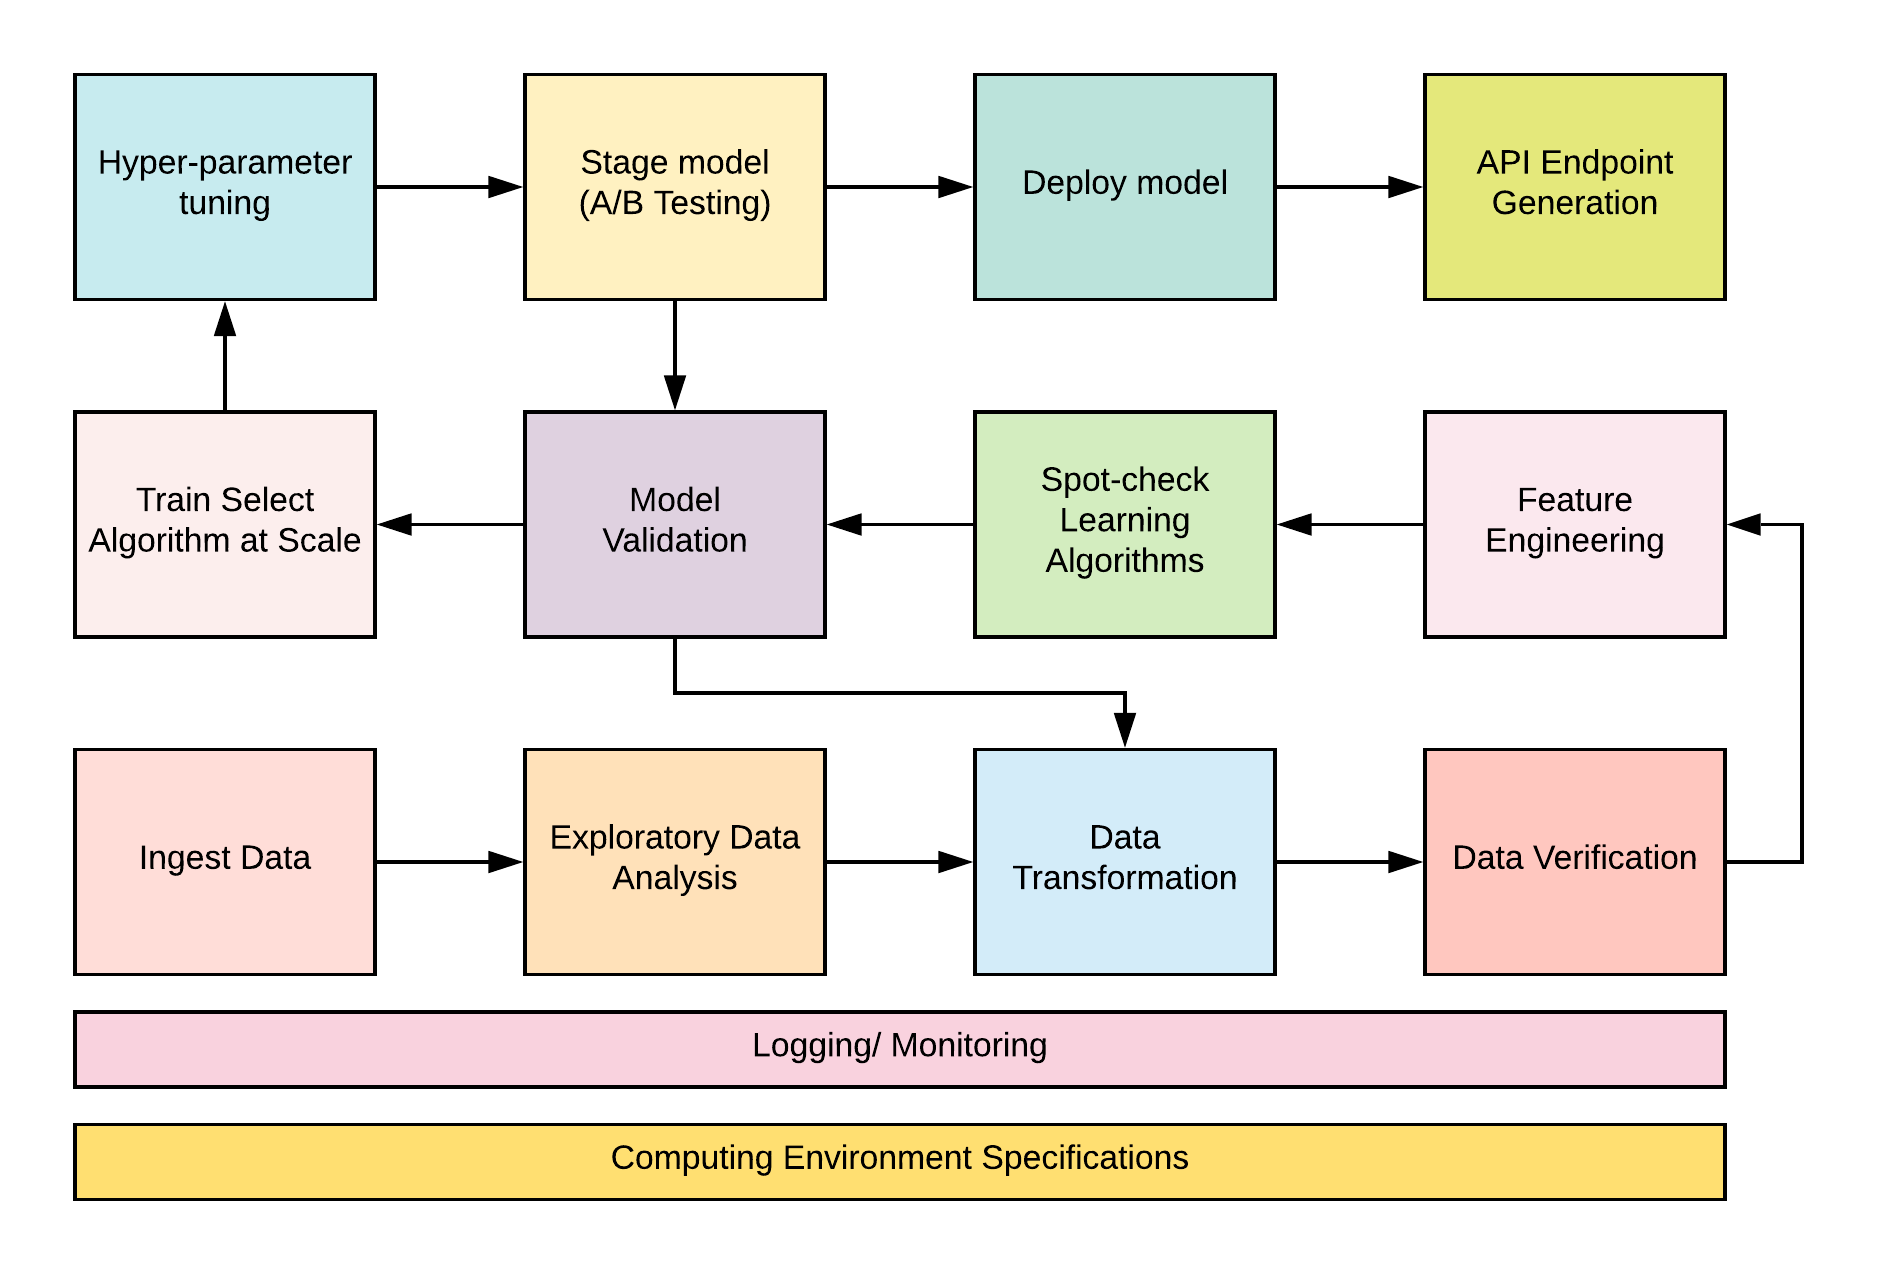 Hyper-parameter
tuning
Stage model
(A/B Testing)
Deploy model
API Endpoint
Generation
Train Select
Algorithm at Scale
Model
Validation
Spot-check
Learning
Algorithms
Feature
Engineering
Ingest Data
Exploratory Data
Analysis
Data
Transformation
Data Verification
Logging/ Monitoring
Computing Environment Specifications